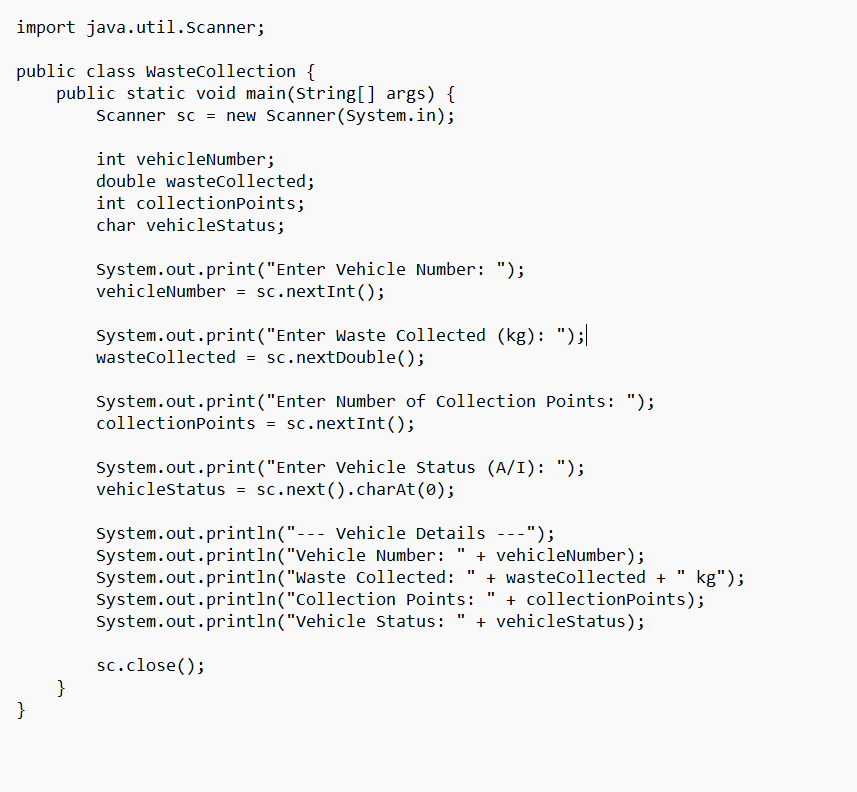 import java.util.Scanner;

public class WasteCollection {
    public static void main(String[] args) {
        Scanner sc = new Scanner(System.in);

        int vehicleNumber;
        double wasteCollected;
        int collectionPoints;
        char vehicleStatus;

        System.out.print("Enter Vehicle Number: ");
        vehicleNumber = sc.nextInt();

        System.out.print("Enter Waste Collected (kg): ");
        wasteCollected = sc.nextDouble();

        System.out.print("Enter Number of Collection Points: ");
        collectionPoints = sc.nextInt();

        System.out.print("Enter Vehicle Status (A/I): ");
        vehicleStatus = sc.next().charAt(0);

        System.out.println("--- Vehicle Details ---");
        System.out.println("Vehicle Number: " + vehicleNumber);
        System.out.println("Waste Collected: " + wasteCollected + " kg");
        System.out.println("Collection Points: " + collectionPoints);
        System.out.println("Vehicle Status: " + vehicleStatus);

        sc.close();
    }
}